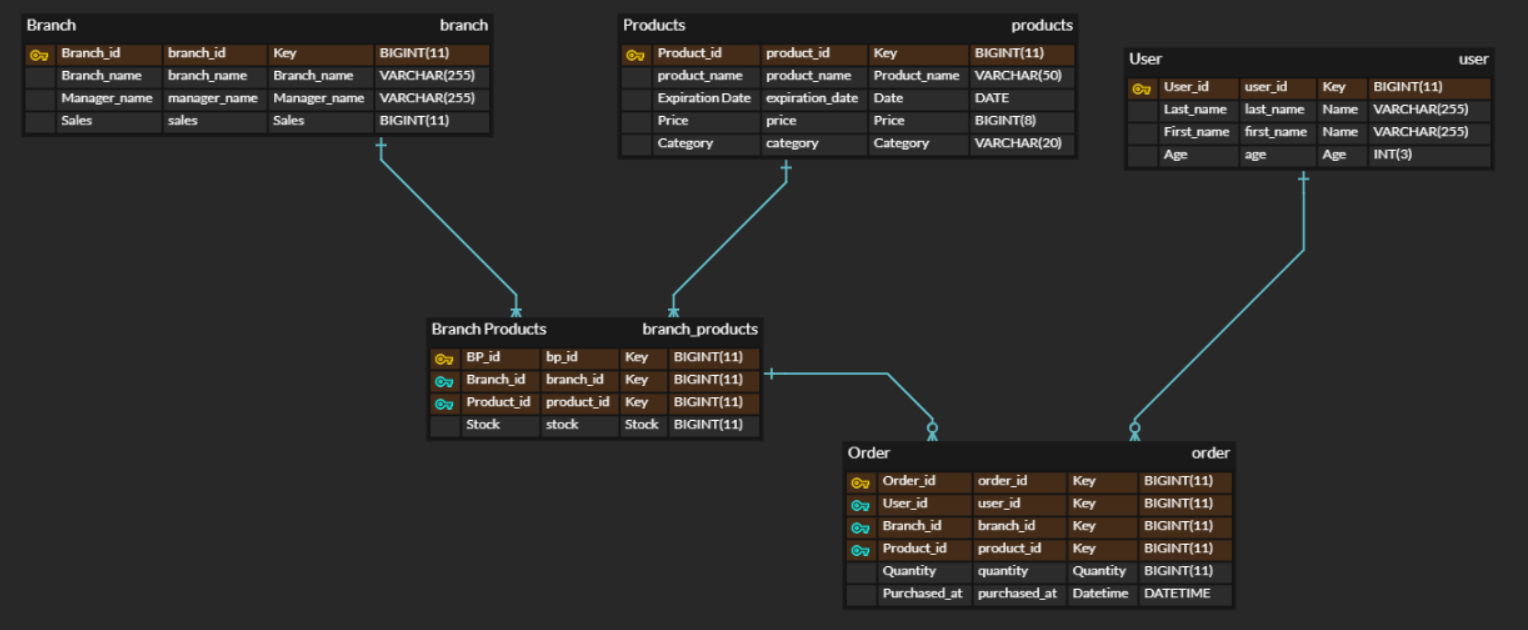 Branch branch
Branch_id branch_id Key BIGINT(11)
Branch_name branch_name Branch_name VARCHAR(255)
Manager_name manager_name Manager_name VARCHAR(255)
Sales sales Sales BIGINT(11)
Products products
Product_id product_id Key BIGINT(11)
product_name product_name Product_name VARCHAR(50)
Expiration Date expiration_date Date DATE
Price price Price BIGINT(8)
Category category Category VARCHAR(20)
User user
User_id user_id Key BIGINT(11)
Last_name last_name Name VARCHAR(255)
First_name first_name Name VARCHAR(255)
Age age Age INT(3)
Branch Products branch_products
BP_id bp_id Key BIGINT(11)
Branch_id branch_id Key BIGINT(11)
Product_id product_id Key BIGINT(11)
Stock stock Stock BIGINT(11)
Order order
Order_id order_id Key BIGINT(11)
User_id user_id Key BIGINT(11)
Branch_id branch_id Key BIGINT(11)
Product_id product_id Key BIGINT(11)
Quantity quantity Quantity BIGINT(11)
Purchased_at purchased_at Datetime DATETIME